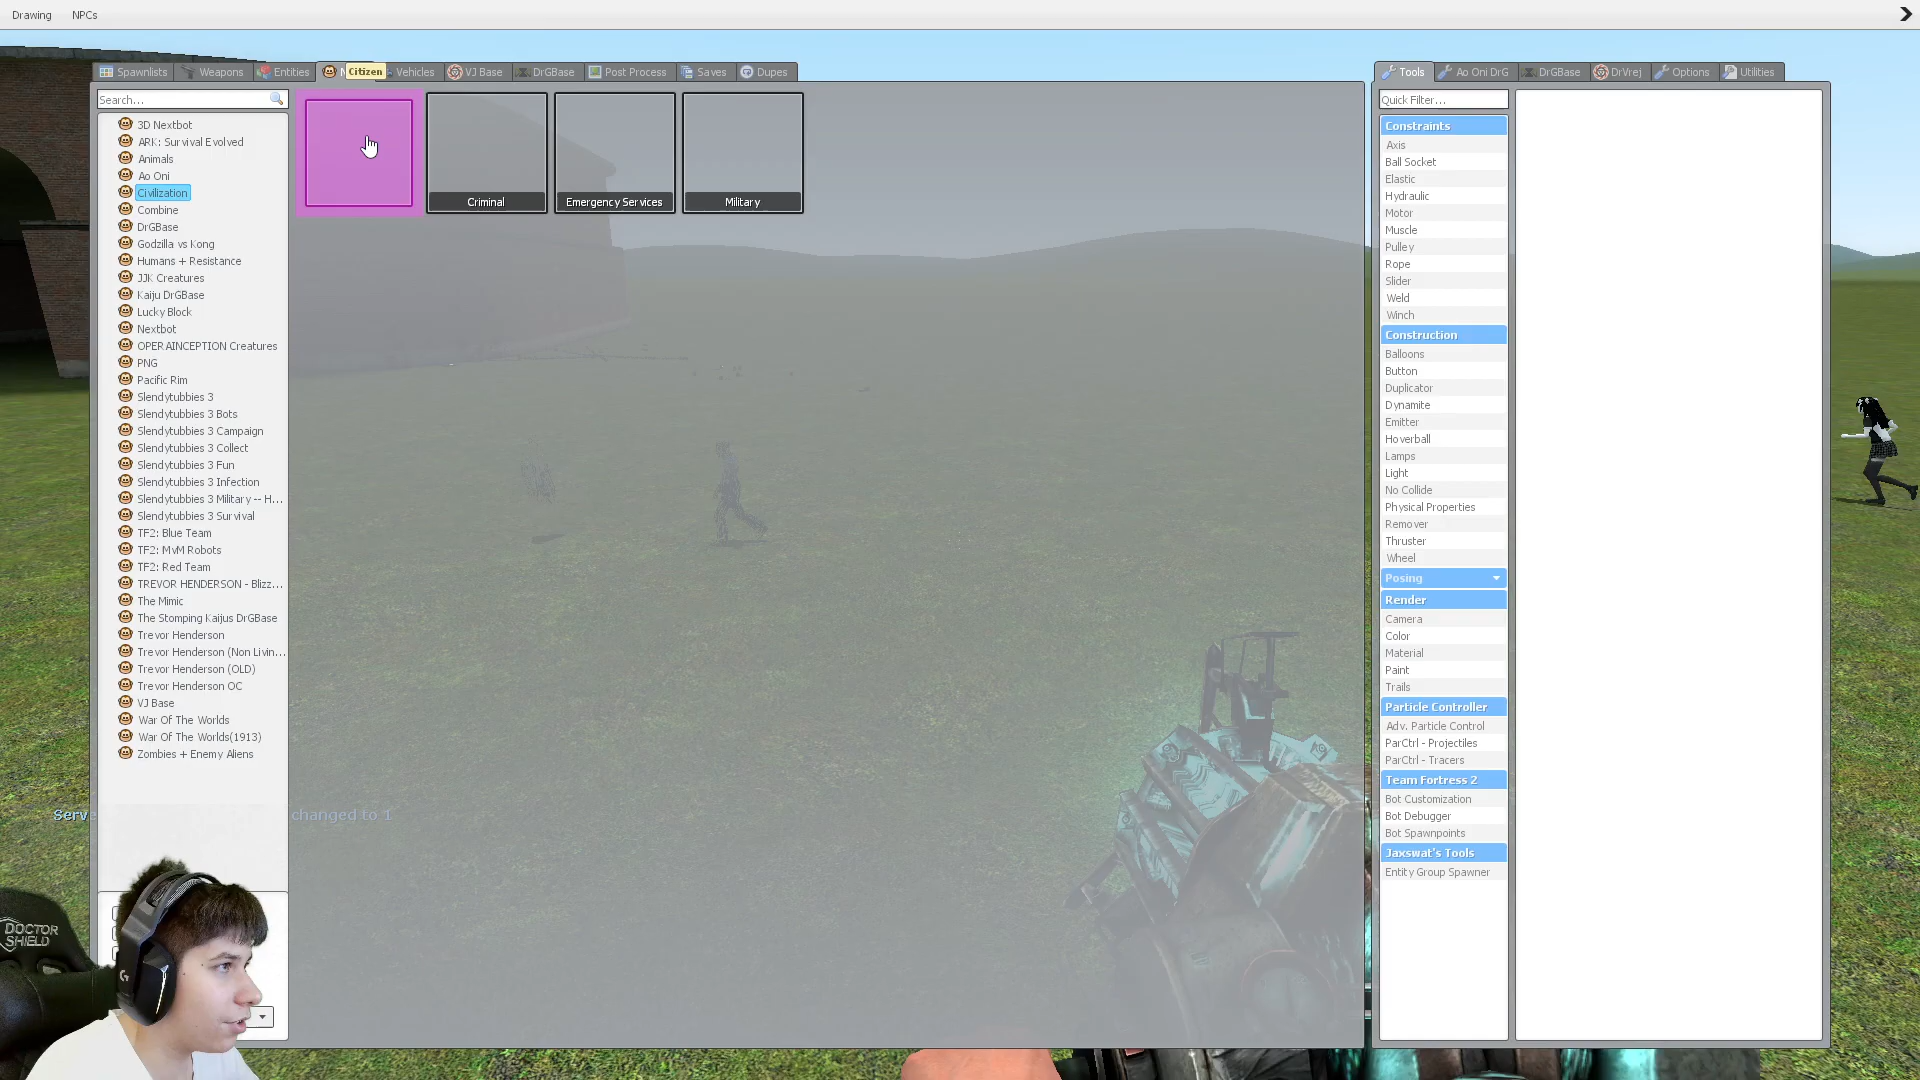 Drawing NPCs
Spawnlists Weapons Entities N Citizen Vehicles VJ Base DrGBase Post Process Saves Dupes
Search...
3D Nextbot
ARK: Survival Evolved
Animals
Ao Oni
Civilization
Combine
DrGBase
Godzilla vs Kong
Humans + Resistance
JJK Creatures
Kaiju DrGBase
Lucky Block
Nextbot
OPERAINCEPTION Creatures
PNG
Pacific Rim
Slendytubbies 3
Slendytubbies 3 Bots
Slendytubbies 3 Campaign
Slendytubbies 3 Collect
Slendytubbies 3 Fun
Slendytubbies 3 Infection
Slendytubbies 3 Military -- H...
Slendytubbies 3 Survival
TF2: Blue Team
TF2: MvM Robots
TF2: Red Team
TREVOR HENDERSON - Blizz...
The Mimic
The Stomping Kaijus DrGBase
Trevor Henderson
Trevor Henderson (Non Livin...
Trevor Henderson (OLD)
Trevor Henderson OC
VJ Base
War Of The Worlds
War Of The Worlds(1913)
Zombies + Enemy Aliens
Criminal
Emergency Services
Military
Serve changed to 1
DOCTOR
SHIELD
Tools Ao Oni DrG DrGBase DrVrej Options Utilities
Quick Filter...
Constraints
Axis
Ball Socket
Elastic
Hydraulic
Motor
Muscle
Pulley
Rope
Slider
Weld
Winch
Construction
Balloons
Button
Duplicator
Dynamite
Emitter
Hoverball
Lamps
Light
No Collide
Physical Properties
Remover
Thruster
Wheel
Posing
Render
Camera
Color
Material
Paint
Trails
Particle Controller
Adv. Particle Control
ParCtrl - Projectiles
ParCtrl - Tracers
Team Fortress 2
Bot Customization
Bot Debugger
Bot Spawnpoints
Jaxswat's Tools
Entity Group Spawner